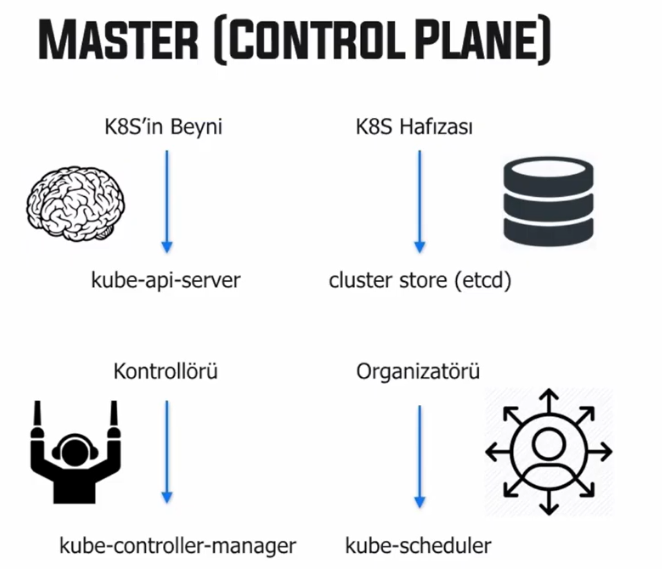 MASTER (CONTROL PLANE)
K8S'in Beyni
K8S Hafızası
kube-api-server
cluster store (etcd)
Kontrollörü
Organizatörü
kube-controller-manager
kube-scheduler